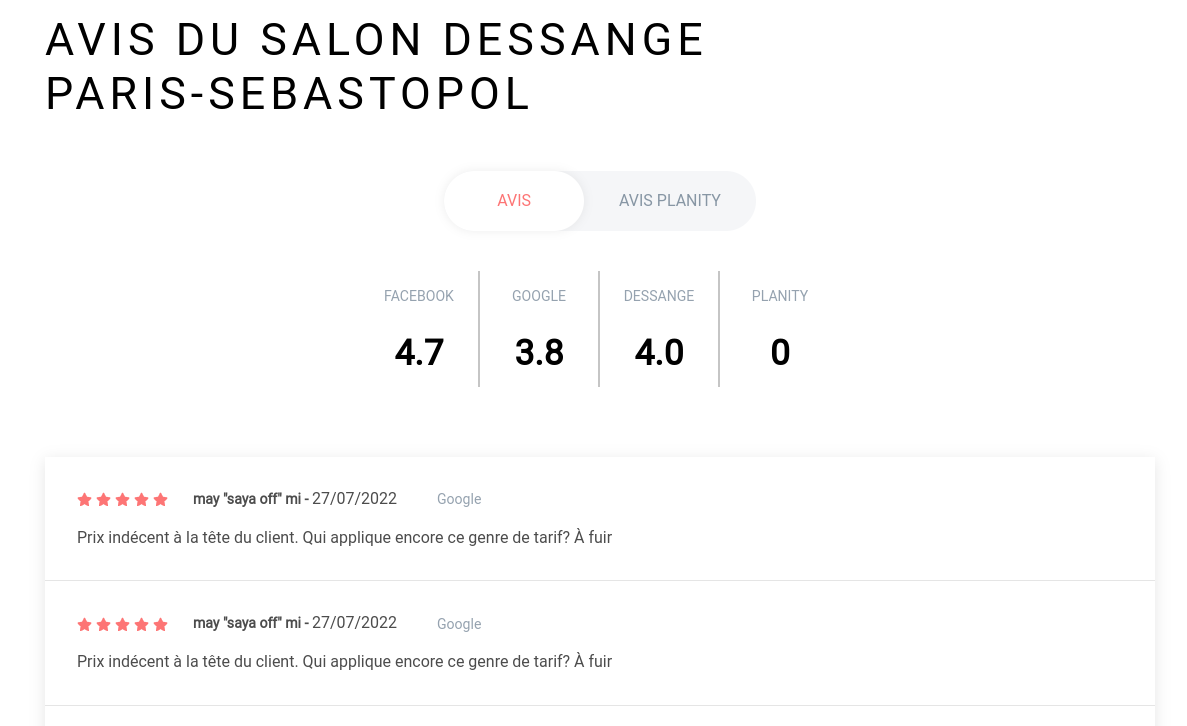 AVIS DU SALON DESSANGE
PARIS-SEBASTOPOL
AVIS AVIS PLANITY
FACEBOOK GOOGLE DESSANGE PLANITY
4.7 3.8 4.0 0
may "saya off" mi - 27/07/2022 Google
Prix indécent à la tête du client. Qui applique encore ce genre de tarif? À fuir
may "saya off" mi - 27/07/2022 Google
Prix indécent à la tête du client. Qui applique encore ce genre de tarif? À fuir